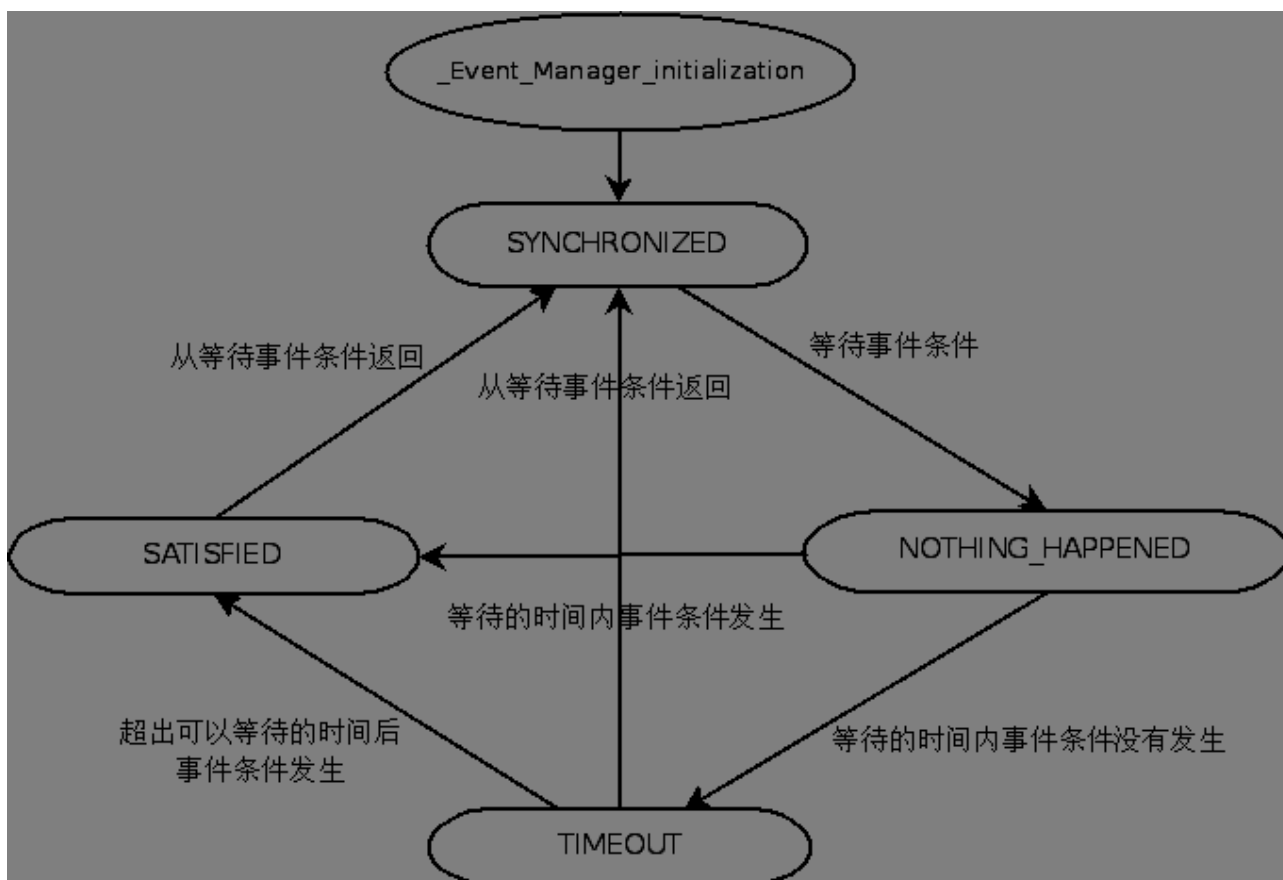 _Event_Manager_initialization
SYNCHRONIZED
从等待事件条件返回
等待事件条件
从等待事件条件返回
SATISFIED
NOTHING_HAPPENED
等待的时间内事件条件发生
超出可以等待的时间后
事件条件发生
等待的时间内事件条件没有发生
TIMEOUT